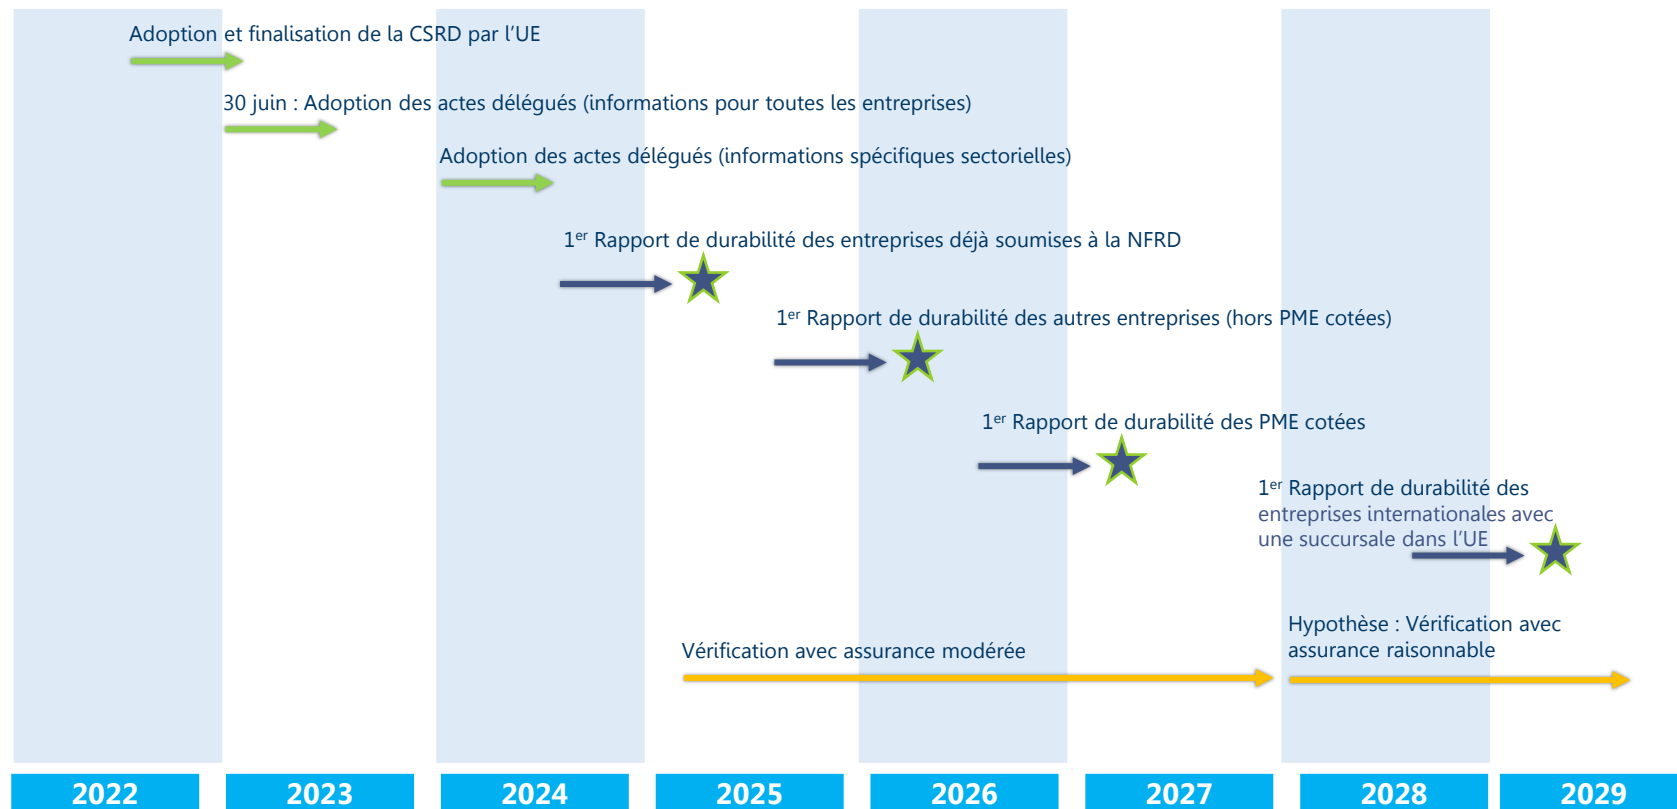 Adoption et finalisation de la CSRD par l'UE
30 juin : Adoption des actes délégués (informations pour toutes les entreprises)
Adoption des actes délégués (informations spécifiques sectorielles)
1er Rapport de durabilité des entreprises déjà soumises à la NFRD
1er Rapport de durabilité des autres entreprises (hors PME cotées)
1er Rapport de durabilité des PME cotées
1er Rapport de durabilité des
entreprises internationales avec
une succursale dans l'UE
Hypothèse : Vérification avec
assurance raisonnable
Vérification avec assurance modérée
2022
2023
2024
2025
2026
2027
2028
2029